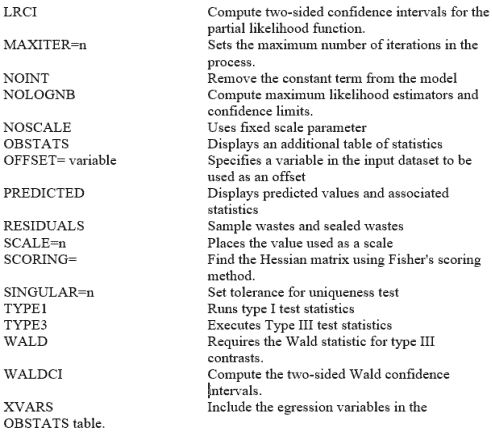 LRCI Compute two-sided confidence intervals for the
partial likelihood function.
MAXITER=n Sets the maximum number of iterations in the
process.
NOINT Remove the constant term from the model
NOLOGNB Compute maximum likelihood estimators and
confidence limits.
NOSCALE Uses fixed scale parameter
OBSTATS Displays an additional table of statistics
OFFSET= variable Specifies a variable in the input dataset to be
used as an offset
PREDICTED Displays predicted values and associated
statistics
RESIDUALS Sample wastes and sealed wastes
SCALE=n Places the value used as a scale
SCORING= Find the Hessian matrix using Fisher's scoring
method.
SINGULAR=n Set tolerance for uniqueness test
TYPE1 Runs type I test statistics
TYPE3 Executes Type III test statistics
WALD Requires the Wald statistic for type III
contrasts.
WALDCI Compute the two-sided Wald confidence
intervals.
XVARS Include the egression variables in the
OBSTATS table.